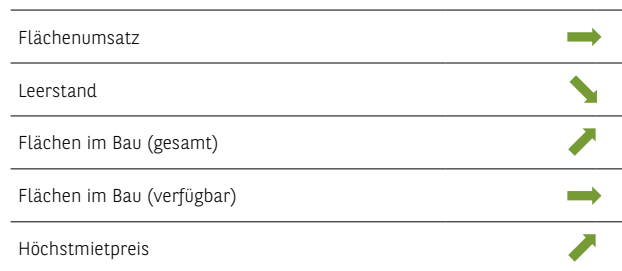 Flächenumsatz
Leerstand
Flächen im Bau (gesamt)
Flächen im Bau (verfügbar)
Höchstmietpreis